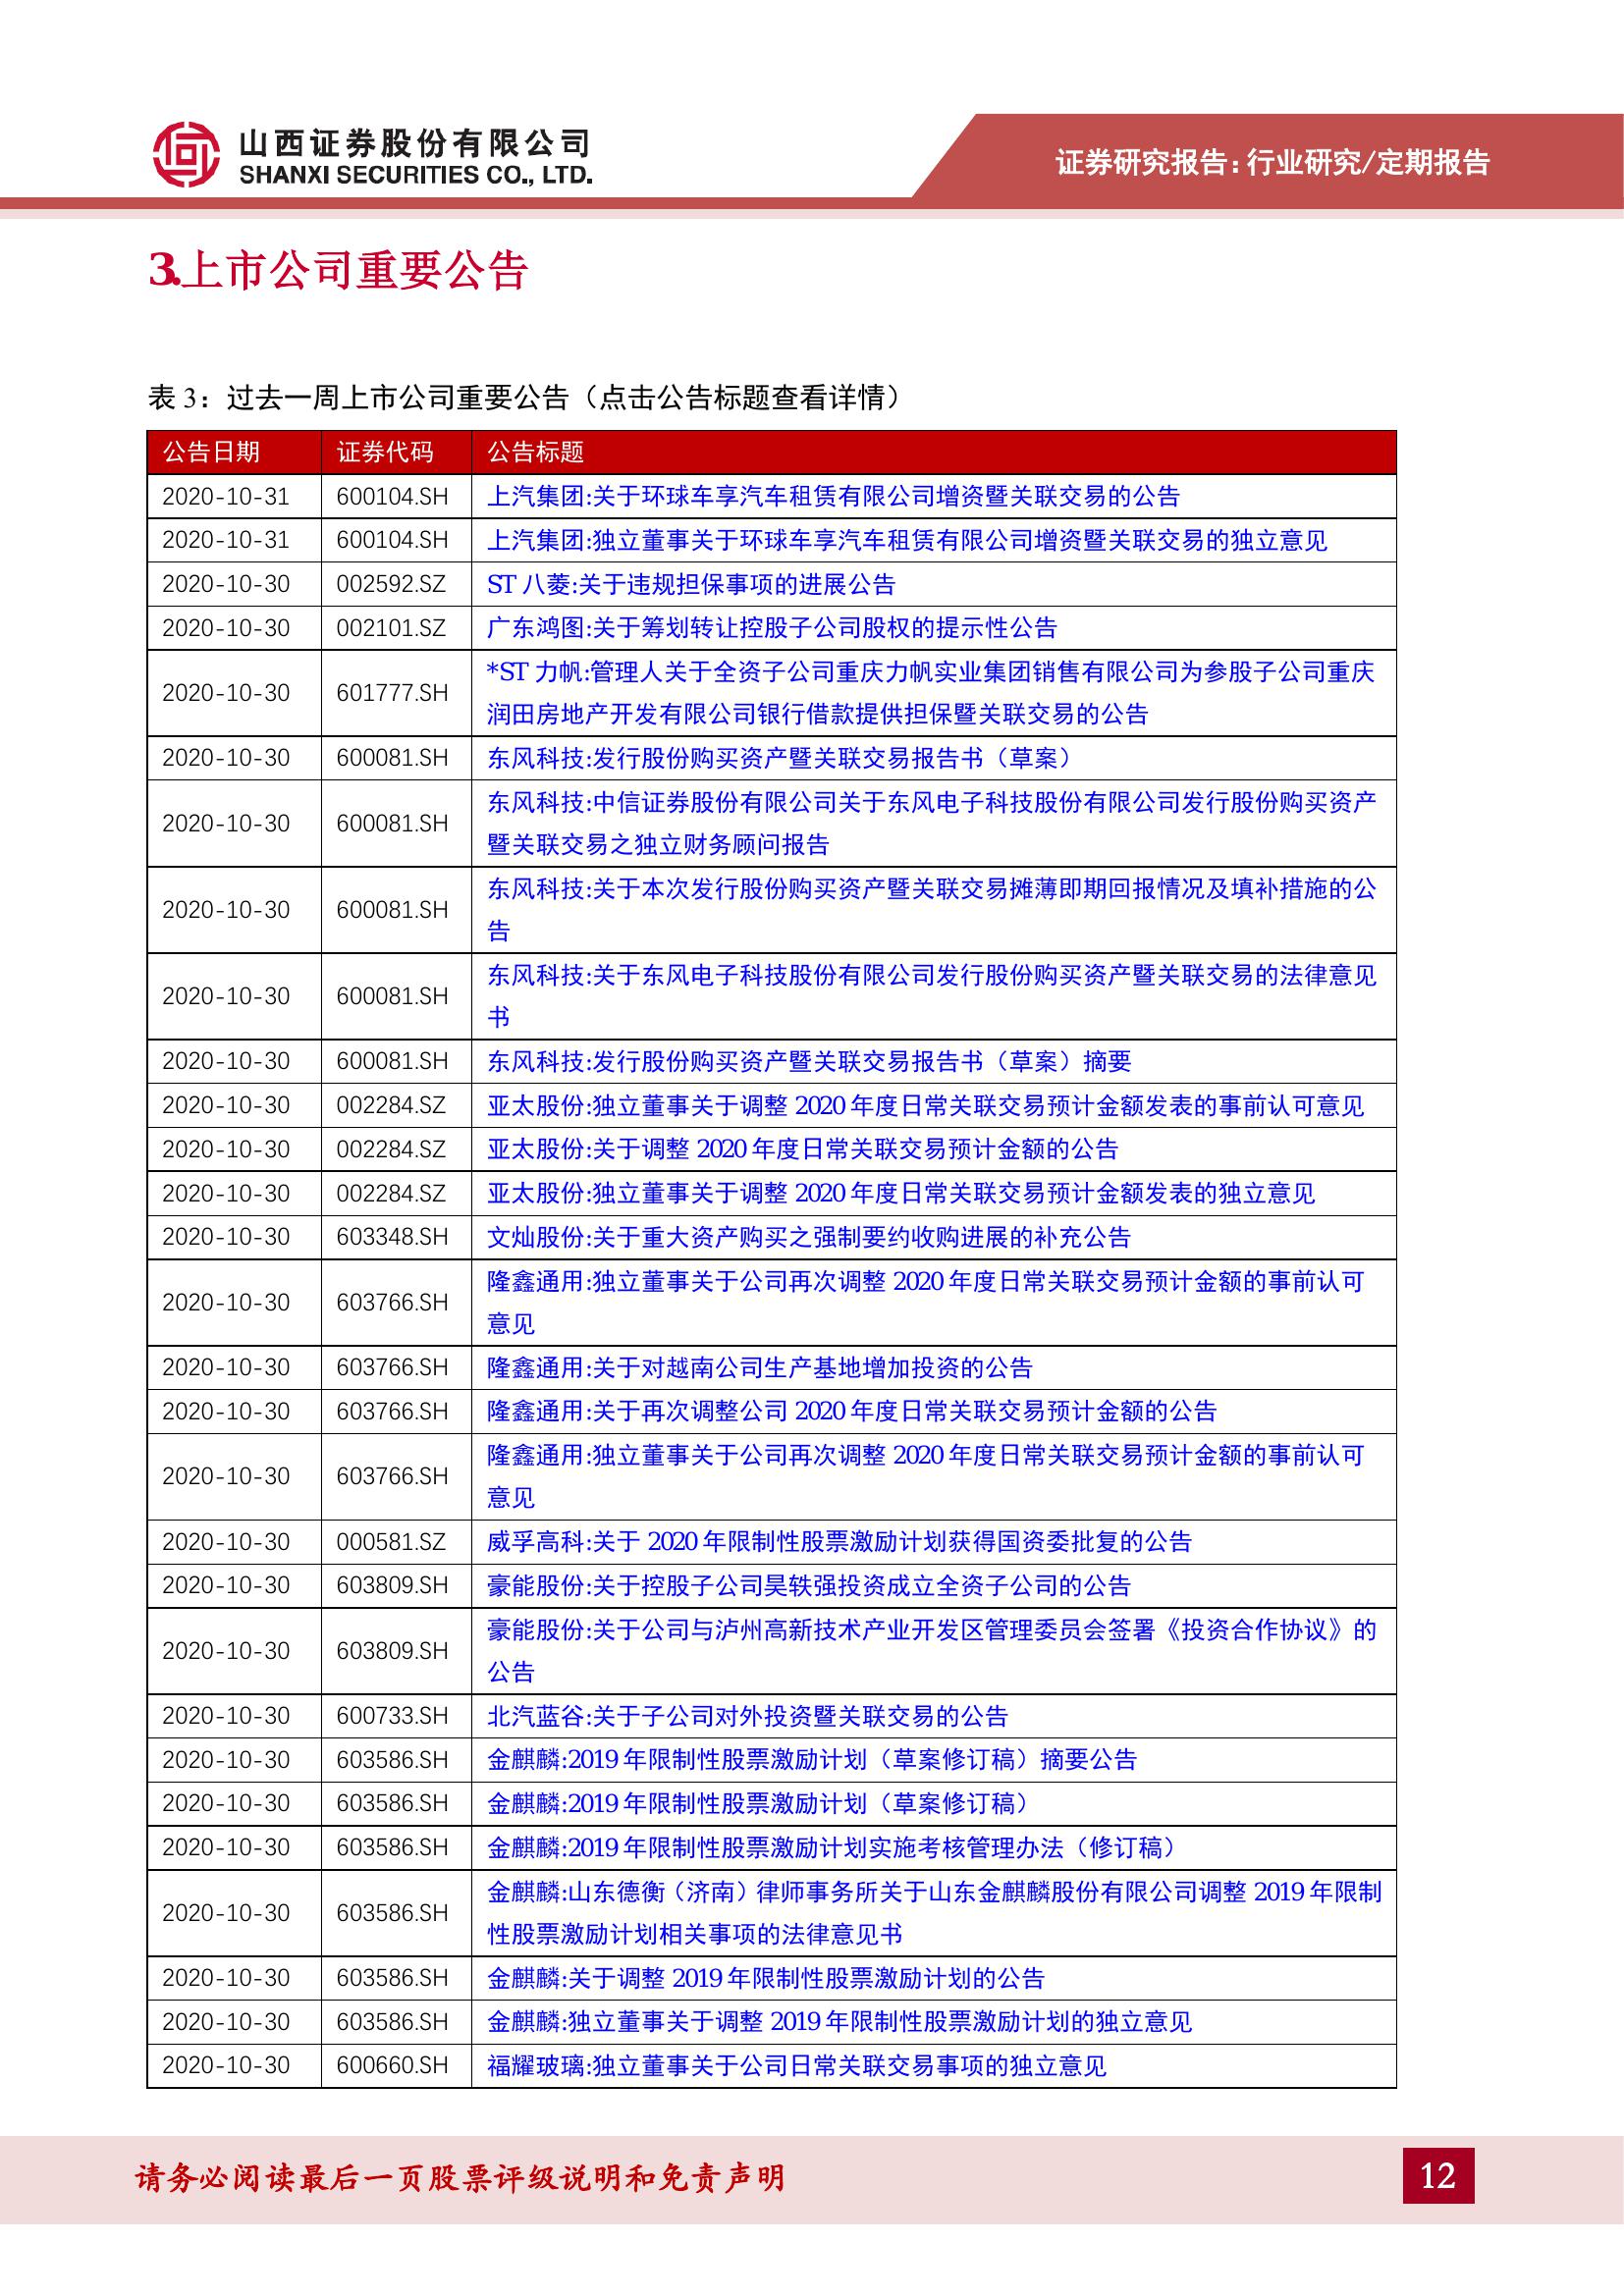 山西证券股份有限公司
SHANXI SECURITIES CO., LTD.
证券研究报告:行业研究/定期报告
3.上市公司重要公告
表 3：过去一周上市公司重要公告（点击公告标题查看详情）
公告日期 证券代码 公告标题
2020-10-31 600104.SH 上汽集团:关于环球车享汽车租赁有限公司增资暨关联交易的公告
2020-10-31 600104.SH 上汽集团:独立董事关于环球车享汽车租赁有限公司增资暨关联交易的独立意见
2020-10-30 002592.SZ ST 八菱:关于违规担保事项的进展公告
2020-10-30 002101.SZ 广东鸿图:关于筹划转让控股子公司股权的提示性公告
2020-10-30 601777.SH *ST 力帆:管理人关于全资子公司重庆力帆实业集团销售有限公司为参股子公司重庆
润田房地产开发有限公司银行借款提供担保暨关联交易的公告
2020-10-30 600081.SH 东风科技:发行股份购买资产暨关联交易报告书（草案）
2020-10-30 600081.SH 东风科技:中信证券股份有限公司关于东风电子科技股份有限公司发行股份购买资产
暨关联交易之独立财务顾问报告
2020-10-30 600081.SH 东风科技:关于本次发行股份购买资产暨关联交易摊薄即期回报情况及填补措施的公
告
2020-10-30 600081.SH 东风科技:关于东风电子科技股份有限公司发行股份购买资产暨关联交易的法律意见
书
2020-10-30 600081.SH 东风科技:发行股份购买资产暨关联交易报告书（草案）摘要
2020-10-30 002284.SZ 亚太股份:独立董事关于调整 2020 年度日常关联交易预计金额发表的事前认可意见
2020-10-30 002284.SZ 亚太股份:关于调整 2020 年度日常关联交易预计金额的公告
2020-10-30 002284.SZ 亚太股份:独立董事关于调整 2020 年度日常关联交易预计金额发表的独立意见
2020-10-30 603348.SH 文灿股份:关于重大资产购买之强制要约收购进展的补充公告
2020-10-30 603766.SH 隆鑫通用:独立董事关于公司再次调整 2020 年度日常关联交易预计金额的事前认可
意见
2020-10-30 603766.SH 隆鑫通用:关于对越南公司生产基地增加投资的公告
2020-10-30 603766.SH 隆鑫通用:关于再次调整公司 2020 年度日常关联交易预计金额的公告
2020-10-30 603766.SH 隆鑫通用:独立董事关于公司再次调整 2020 年度日常关联交易预计金额的事前认可
意见
2020-10-30 000581.SZ 威孚高科:关于 2020 年限制性股票激励计划获得国资委批复的公告
2020-10-30 603809.SH 豪能股份:关于控股子公司昊轶强投资成立全资子公司的公告
2020-10-30 603809.SH 豪能股份:关于公司与泸州高新技术产业开发区管理委员会签署《投资合作协议》的
公告
2020-10-30 600733.SH 北汽蓝谷:关于子公司对外投资暨关联交易的公告
2020-10-30 603586.SH 金麒麟:2019 年限制性股票激励计划（草案修订稿）摘要公告
2020-10-30 603586.SH 金麒麟:2019 年限制性股票激励计划（草案修订稿）
2020-10-30 603586.SH 金麒麟:2019 年限制性股票激励计划实施考核管理办法（修订稿）
2020-10-30 603586.SH 金麒麟:山东德衡（济南）律师事务所关于山东金麒麟股份有限公司调整 2019 年限制
性股票激励计划相关事项的法律意见书
2020-10-30 603586.SH 金麒麟:关于调整 2019 年限制性股票激励计划的公告
2020-10-30 603586.SH 金麒麟:独立董事关于调整 2019 年限制性股票激励计划的独立意见
2020-10-30 600660.SH 福耀玻璃:独立董事关于公司日常关联交易事项的独立意见
请务必阅读最后一页股票评级说明和免责声明
12